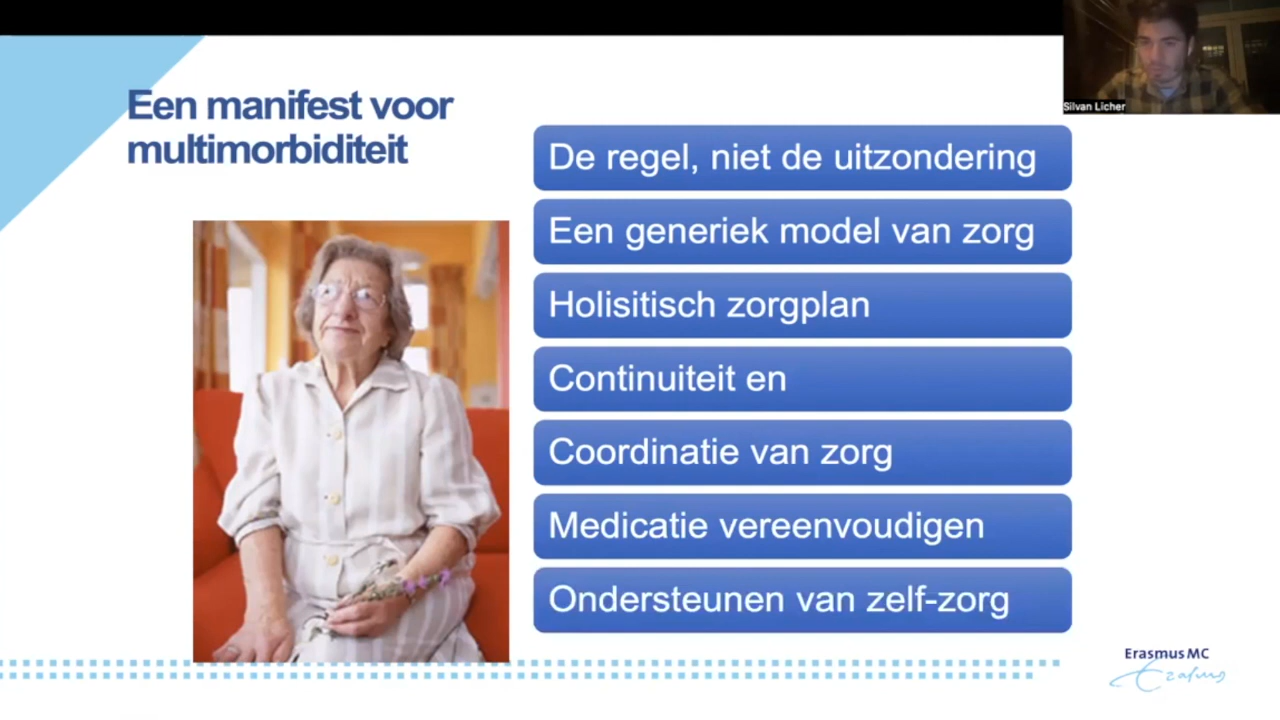 Silvan Licher
Een manifest voor
multimorbiditeit
De regel, niet de uitzondering
Een generiek model van zorg
Holisitisch zorgplan
Continuiteit en
Coordinatie van zorg
Medicatie vereenvoudigen
Ondersteunen van zelf-zorg
Erasmus MC
Erasmus